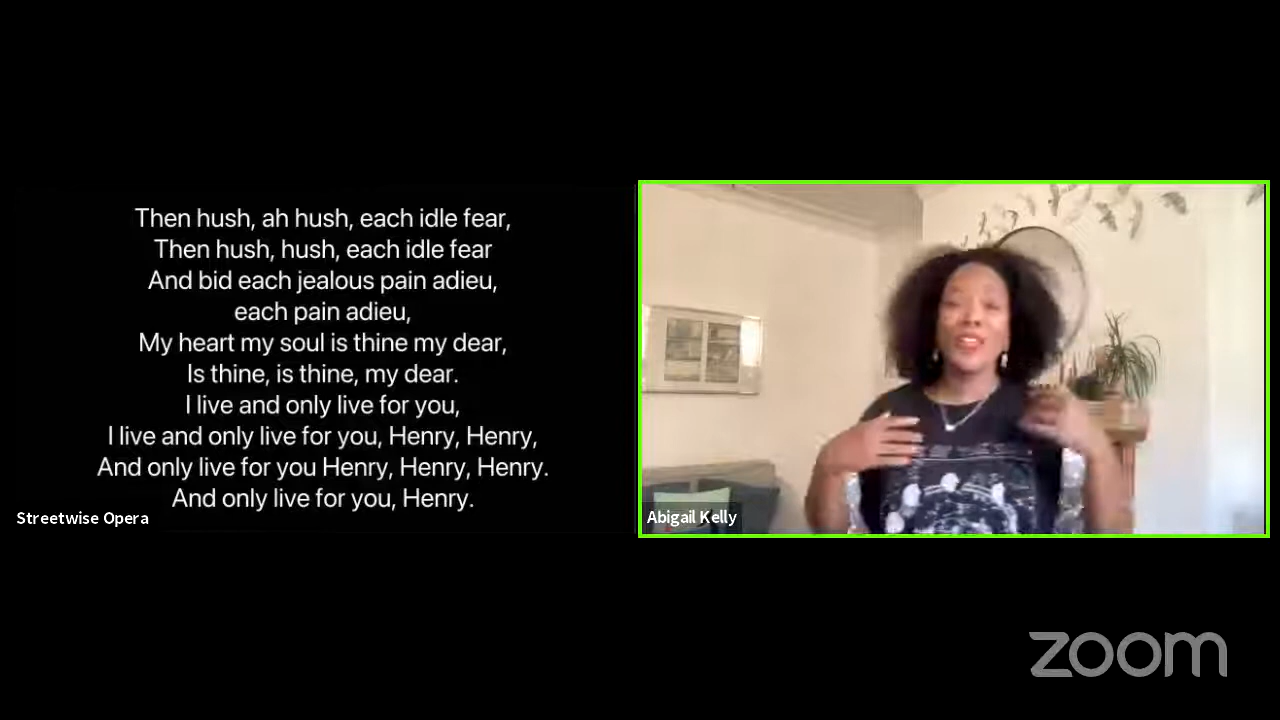 Then hush, ah hush, each idle fear,
Then hush, hush, each idle fear
And bid each jealous pain adieu,
each pain adieu,
My heart my soul is thine my dear,
Is thine, is thine, my dear.
I live and only live for you,
I live and only live for you, Henry, Henry,
And only live for you Henry, Henry, Henry.
And only live for you, Henry.
Streetwise Opera
Abigail Kelly
zoom